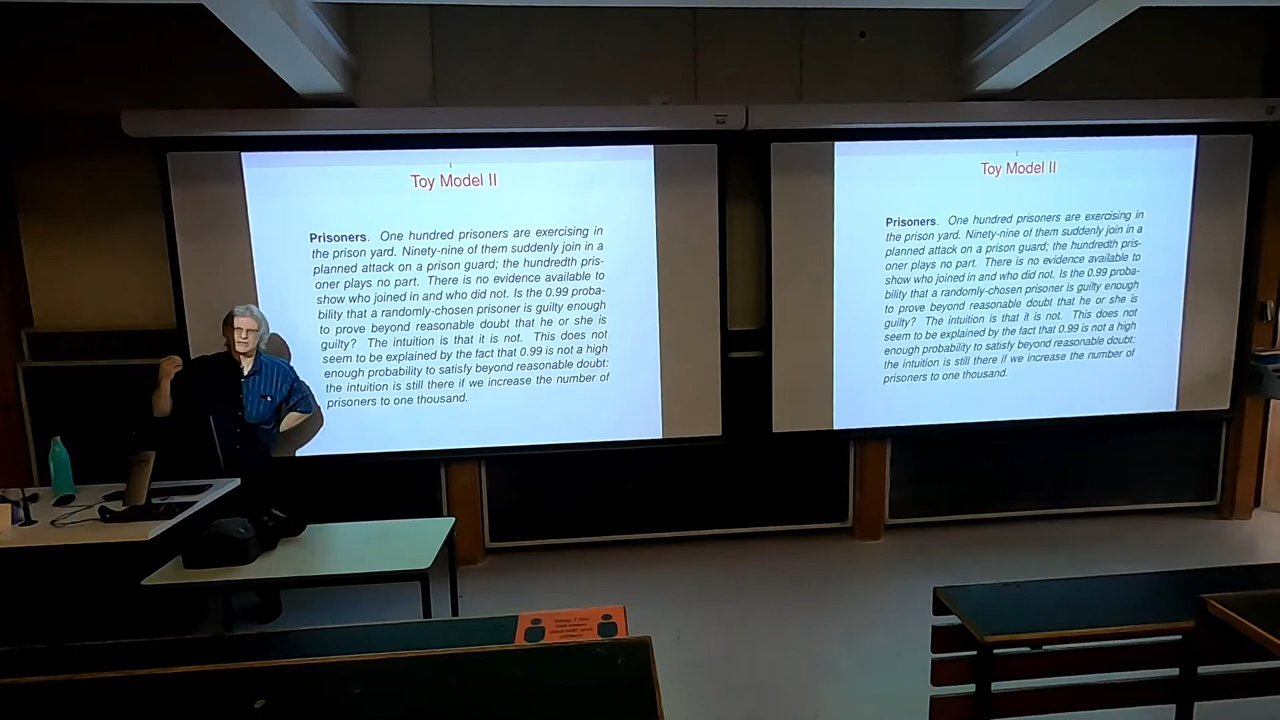 1
Toy Model II
Prisoners. One hundred prisoners are exercising in
the prison yard. Ninety-nine of them suddenly join in a
planned attack on a prison guard; the hundredth pris-
oner plays no part. There is no evidence available to
show who joined in and who did not. Is the 0.99 proba-
bility that a randomly-chosen prisoner is guilty enough
to prove beyond reasonable doubt that he or she is
guilty? The intuition is that it is not. This does not
seem to be explained by the fact that 0.99 is not a high
enough probability to satisfy beyond reasonable doubt:
the intuition is still there if we increase the number of
prisoners to one thousand.
1
Toy Model II
Prisoners. One hundred prisoners are exercising in
the prison yard. Ninety-nine of them suddenly join in a
planned attack on a prison guard; the hundredth pris-
oner plays no part. There is no evidence available to
show who joined in and who did not. Is the 0.99 proba-
bility that a randomly-chosen prisoner is guilty enough
to prove beyond reasonable doubt that he or she is
guilty? The intuition is that it is not. This does not
seem to be explained by the fact that 0.99 is not a high
enough probability to satisfy beyond reasonable doubt:
the intuition is still there if we increase the number of
prisoners to one thousand.